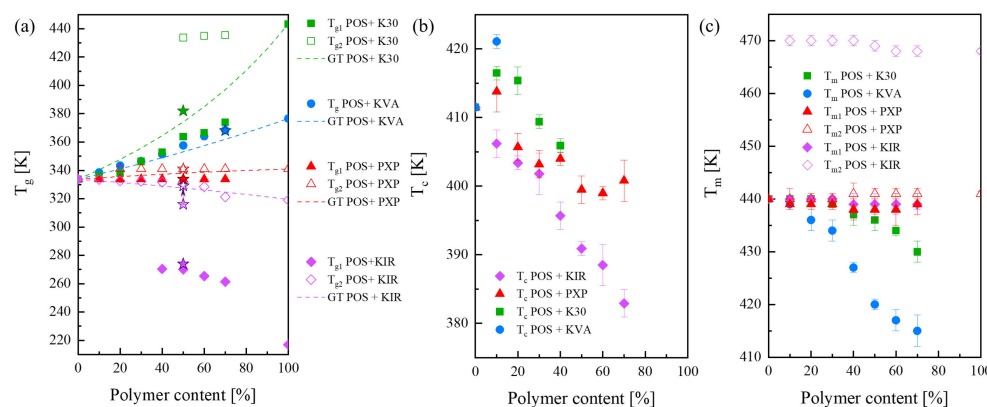 (a)
T_g [K]
460
440
420
400
380
360
340
320
300
280
260
240
220
0 20 40 60 80 100
Polymer content [%]
T_g1 POS+ K30
T_g2 POS+ K30
GT POS+ K30
T_g POS+ KVA
GT POS+ KVA
T_g1 POS+ PXP
T_g2 POS+ PXP
GT POS+ PXP
T_g1 POS+KIR
T_g2 POS+ KIR
GT POS + KIR
(b)
T_c [K]
420
410
400
390
380
0 20 40 60 80 100
Polymer content [%]
T_c POS + KIR
T_c POS + PXP
T_c POS + K30
T_c POS + KVA
(c)
T_m [K]
470
460
450
440
430
420
410
0 20 40 60 80 100
Polymer content [%]
T_m POS + K30
T_m POS + KVA
T_m1 POS + PXP
T_m2 POS + PXP
T_m1 POS + KIR
T_m2 POS + KIR